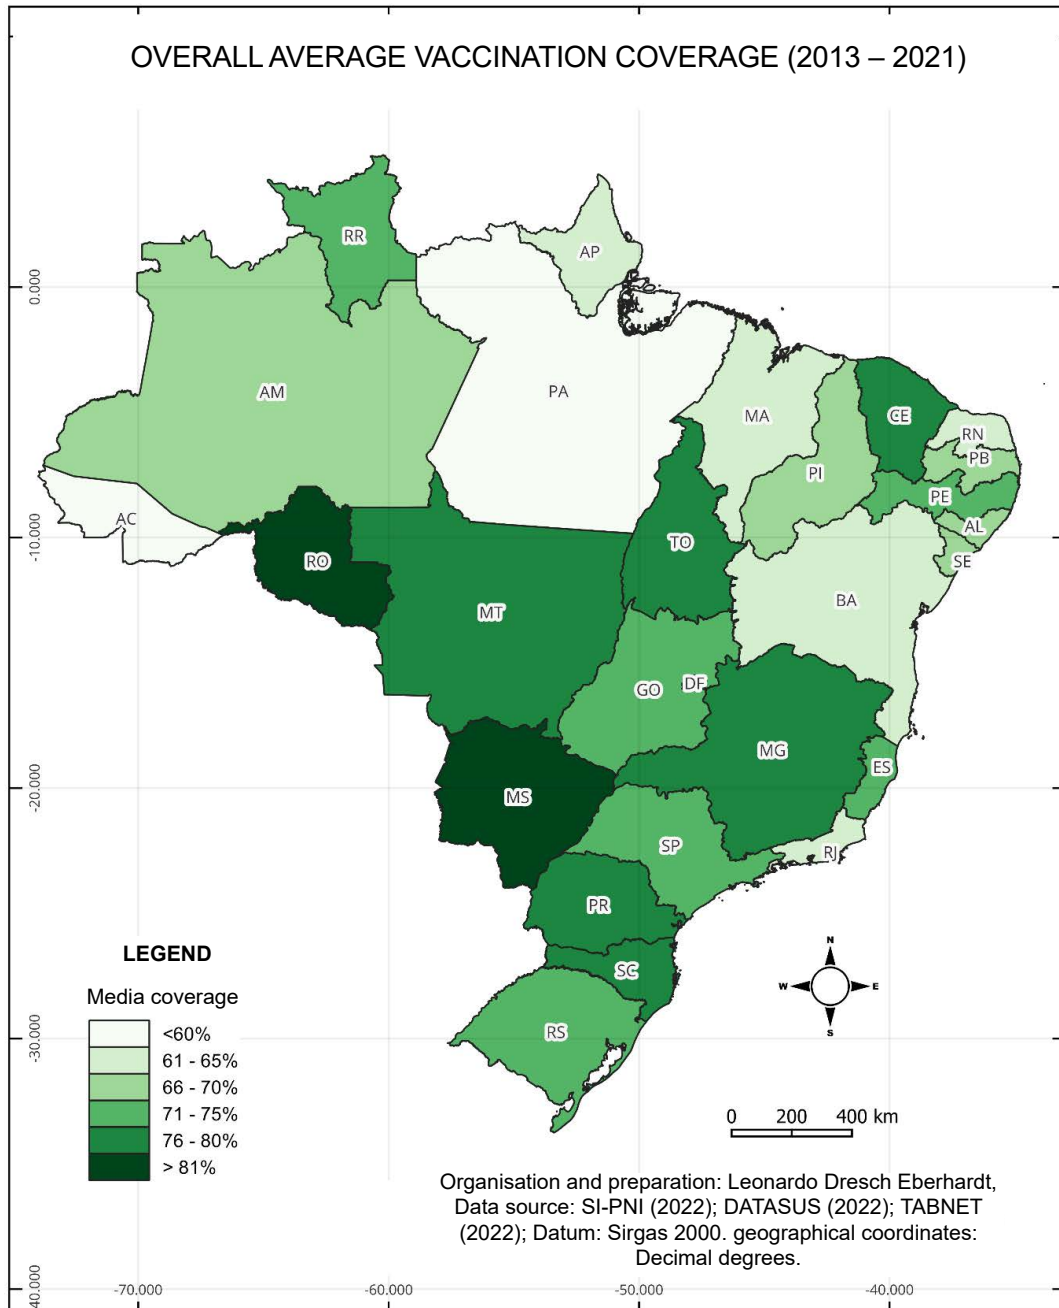 OVERALL AVERAGE VACCINATION COVERAGE (2013 – 2021)
RR
AP
0.000
AM
PA
MA
CE
RN
PB
PI
PE
AL
AC
SE
-10.000
RO
TO
BA
MT
GO
DF
MG
ES
MS
-20.000
SP
RJ
PR
SC
RS
N
W
E
S
LEGEND
Media coverage
<60%
61 - 65%
66 - 70%
71 - 75%
76 - 80%
> 81%
-30.000
0 200 400 km
Organisation and preparation: Leonardo Dresch Eberhardt,
Data source: SI-PNI (2022); DATASUS (2022); TABNET
(2022); Datum: Sirgas 2000. geographical coordinates:
Decimal degrees.
40.000
-70.000 -60.000 -50.000 -40.000